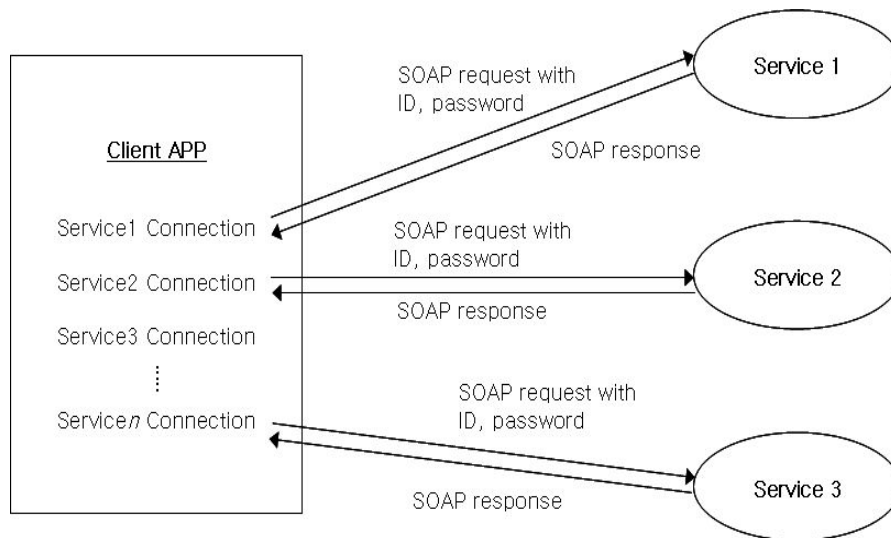 SOAP request with
ID, password
Service 1
Client APP
SOAP response
Service1 Connection
SOAP request with
ID, password
Service2 Connection
Service 2
SOAP response
Service3 Connection
SOAP request with
ID, password
Servicen Connection
Service 3
SOAP response